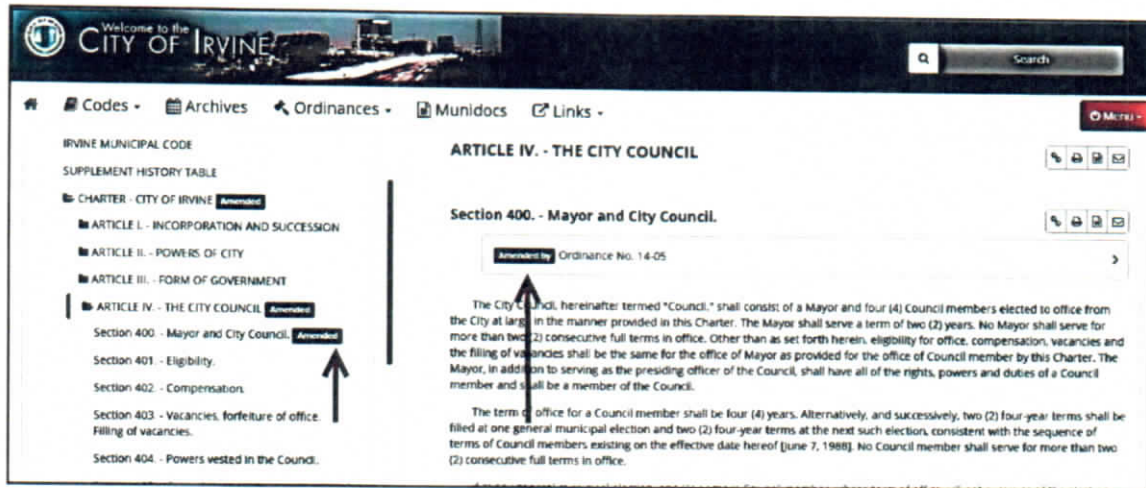 Welcome to the
CITY OF IRVINE
Search
Codes
Archives
Ordinances
Munidocs
Links
Menu
IRVINE MUNICIPAL CODE
SUPPLEMENT HISTORY TABLE
CHARTER - CITY OF IRVINE Amended
ARTICLE I. - INCORPORATION AND SUCCESSION
ARTICLE II. - POWERS OF CITY
ARTICLE III. - FORM OF GOVERNMENT
ARTICLE IV. - THE CITY COUNCIL Amended
Section 400. - Mayor and City Council. Amended
Section 401. - Eligibility.
Section 402. - Compensation.
Section 403. - Vacancies, forfeiture of office.
Filling of vacancies.
Section 404. - Powers vested in the Council.
ARTICLE IV. - THE CITY COUNCIL
Section 400. - Mayor and City Council.
Amended by Ordinance No. 14-05
The City Council, hereinafter termed "Council," shall consist of a Mayor and four (4) Council members elected to office from
the City at large in the manner provided in this Charter. The Mayor shall serve a term of two (2) years. No Mayor shall serve for
more than two (2) consecutive full terms in office. Other than as set forth herein, eligibility for office, compensation, vacancies and
the filling of vacancies shall be the same for the office of Mayor as provided for the office of Council member by this Charter. The
Mayor, in addition to serving as the presiding officer of the Council, shall have all of the rights, powers and duties of a Council
member and shall be a member of the Council.
The term of office for a Council member shall be four (4) years. Alternatively, and successively, two (2) four-year terms shall be
filled at one general municipal election and two (2) four-year terms at the next such election, consistent with the sequence of
terms of Council members existing on the effective date hereof [June 7, 1988]. No Council member shall serve for more than two
(2) consecutive full terms in office.